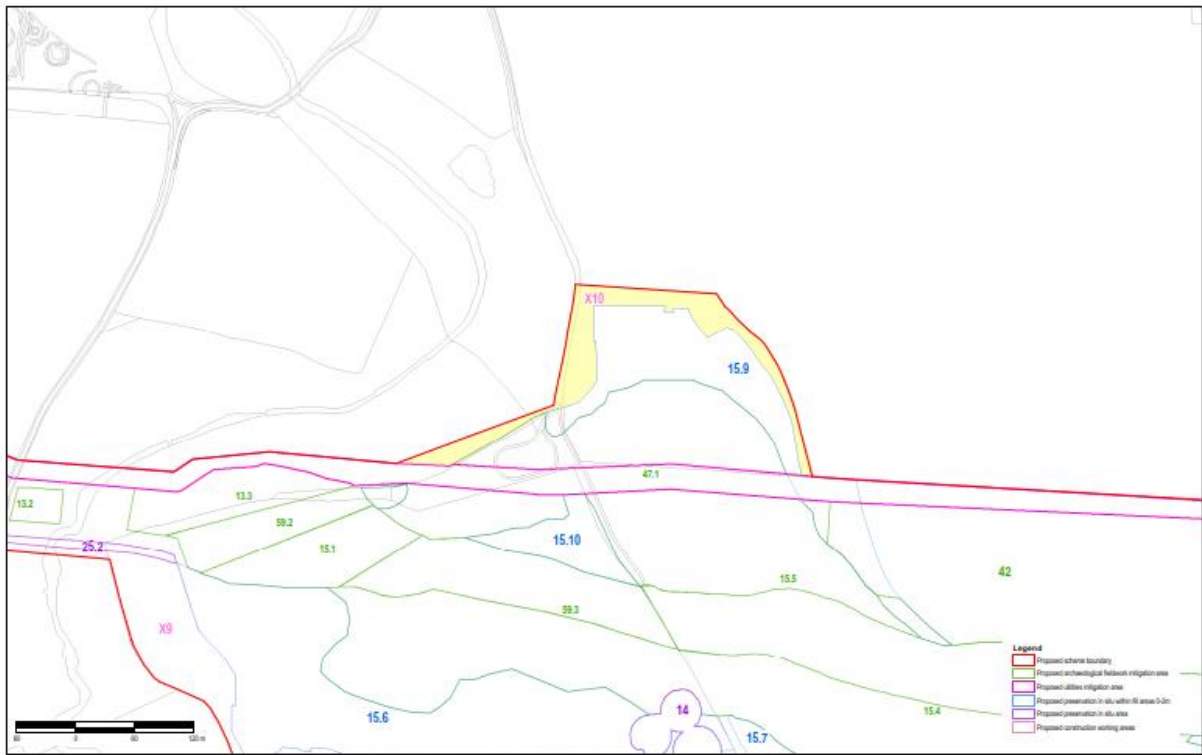 X10
15.9
47.1
13.2
13.3
59.2
15.10
25.2
15.1
15.5
42
59.3
X9
14
15.4
15.6
15.7
Legend
Proposed scheme boundary
Proposed archaeological fieldwork mitigation area
Proposed utilities mitigation area
Proposed preservation in situ within fill areas 0-2m
Proposed preservation in situ area
Proposed construction working areas
60 0 60 120 m